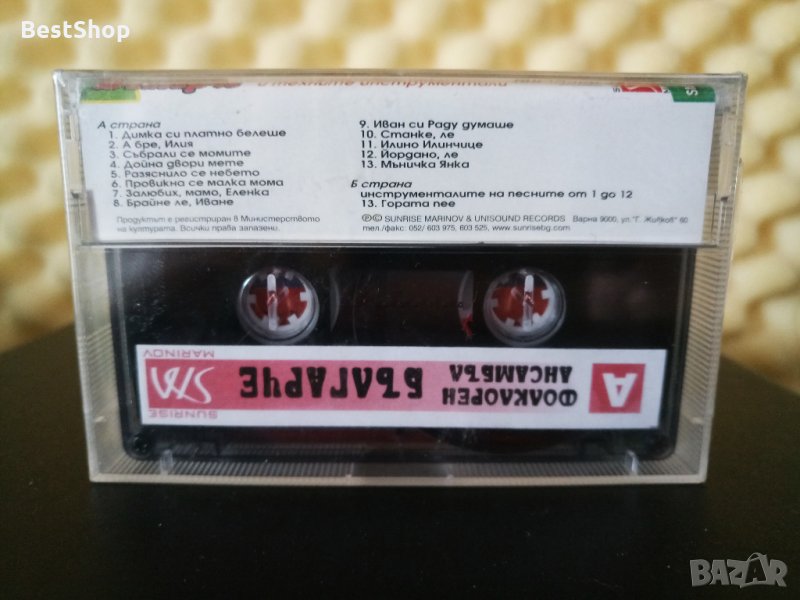 BestShop
и техните инструментали
А страна
1. Димка си платно белеше
2. А бре, Илия
3. Събрали се момите
4. Дойна двори мете
5. Разяснило се небето
6. Провикна се малка мома
7. Залюбих, мамо, Еленка
8. Брайне ле, Иване
Продуктът е регистриран в Министерството
на културата. Всички права запазени.
9. Иван си Раду думаше
10. Станке, ле
11. Илино Илинчице
12. Йордано, ле
13. Мъничка Янка
Б страна
инструменталите на песните от 1 до 12
13. Гората пее
℗© SUNRISE MARINOV & UNISOUND RECORDS Варна 9000, ул. "Г. Живков" 60
тел./факс. 052/ 603 975, 603 525, www.sunrisebg.com
А
ФОЛКЛОРЕН
АНСАМБЪЛ
БЪЛГАРЧЕ
SUNRISE
SM
MARINOV
BAZAR